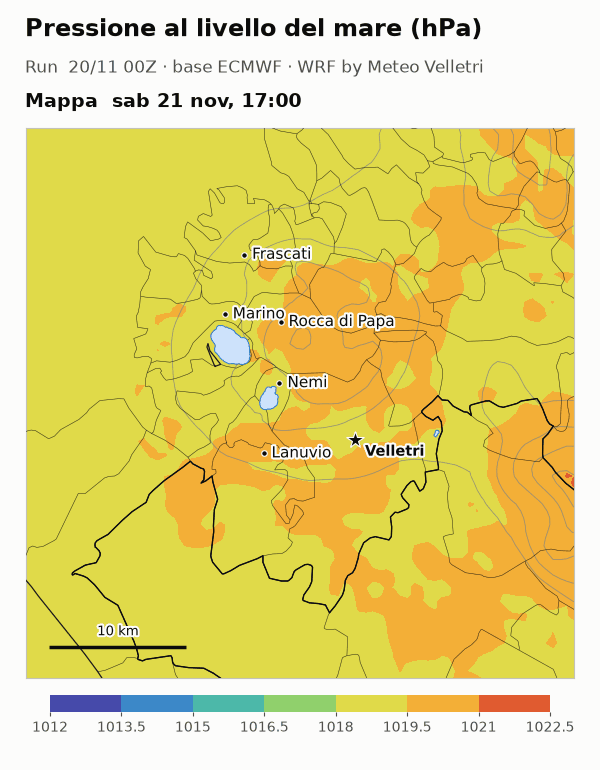 Pressione al livello del mare (hPa)
Run  20/11 00Z · base ECMWF · WRF by Meteo Velletri
Mappa  sab 21 nov, 17:00
Frascati
Marino
Rocca di Papa
Nemi
Velletri
Lanuvio
10 km
1012 1013.5 1015 1016.5 1018 1019.5 1021 1022.5